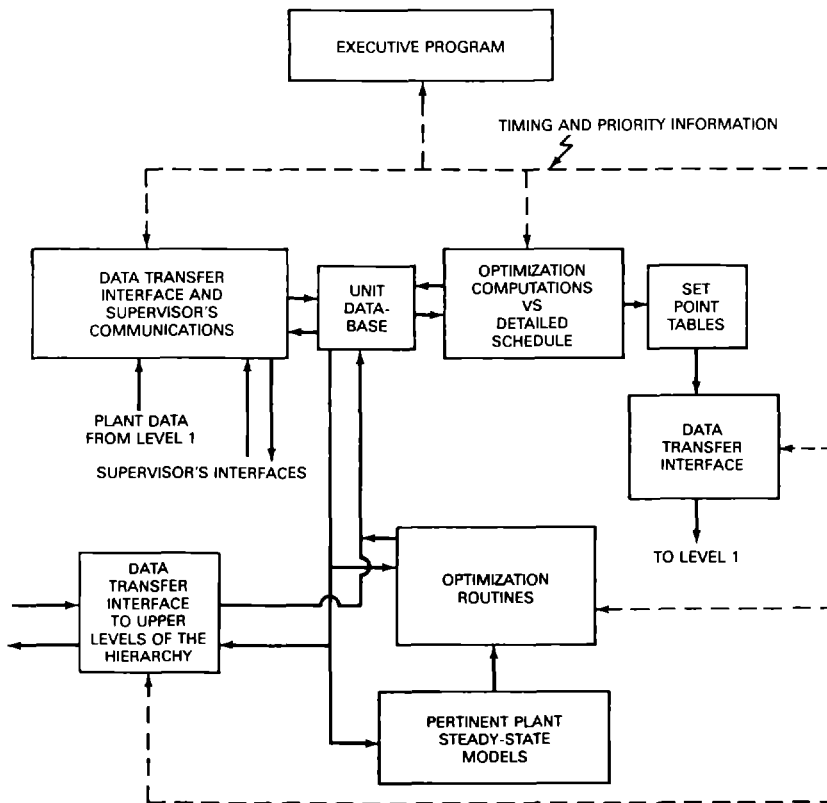 EXECUTIVE PROGRAM
TIMING AND PRIORITY INFORMATION
DATA TRANSFER
INTERFACE AND
SUPERVISOR'S
COMMUNICATIONS
UNIT
DATA-
BASE
OPTIMIZATION
COMPUTATIONS
VS
DETAILED
SCHEDULE
SET
POINT
TABLES
PLANT DATA
FROM LEVEL 1
SUPERVISOR'S INTERFACES
DATA
TRANSFER
INTERFACE
TO LEVEL 1
DATA
TRANSFER
INTERFACE
TO UPPER
LEVELS OF THE
HIERARCHY
OPTIMIZATION
ROUTINES
PERTINENT PLANT
STEADY-STATE
MODELS